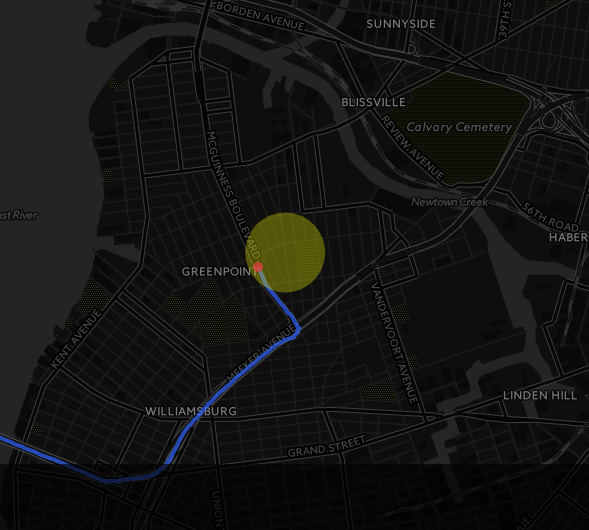 BORDEN AVENUE
SUNNYSIDE
39TH S
BLISSVILLE
Calvary Cemetery
REVIEW AVENUE
MCGUINNESS BOULEVARD
Newtown Creek
ast River
56TH ROAD
HABER
GREENPOINT
KENT AVENUE
VANDERVOORT AVENUE
MEEKER AVENUE
LINDEN HILL
WILLIAMSBURG
GRAND STREET
UNION